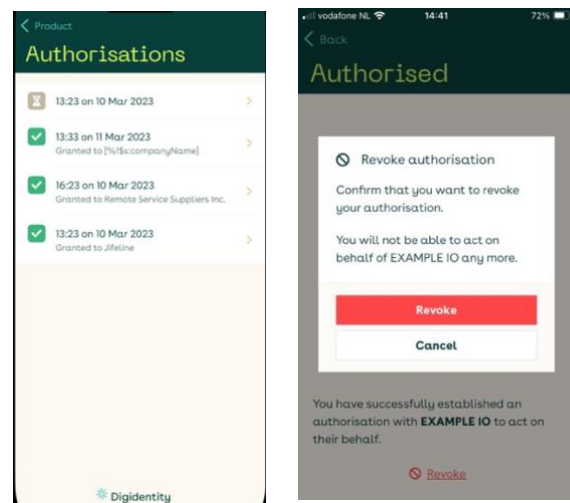 Product
Authorisations
13:23 on 10 Mar 2023
13:33 on 11 Mar 2023
Granted to [%1$s:companyName]
16:23 on 10 Mar 2023
Granted to Remote Service Suppliers Inc.
13:23 on 10 Mar 2023
Granted to Jifeline
Digidentity
vodafone NL 14:41 72%
Back
Authorised
Revoke authorisation
Confirm that you want to revoke
your authorisation.
You will not be able to act on
behalf of EXAMPLE IO any more.
Revoke
Cancel
You have successfully established an
authorisation with EXAMPLE IO to act on
their behalf.
Revoke